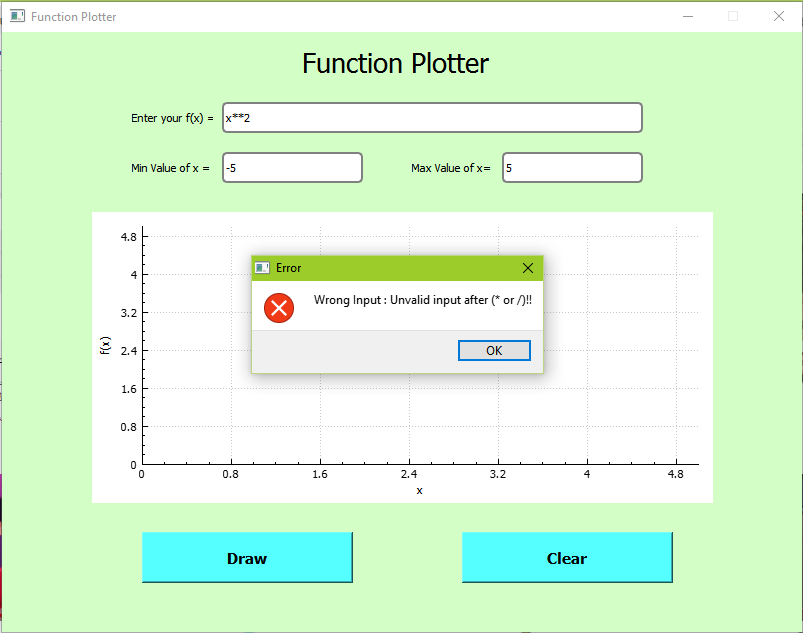 Function Plotter
Function Plotter
Enter your f(x) = x**2
Min Value of x = -5 Max Value of x= 5
Error
Wrong Input : Unvalid input after (* or /)!!
OK
4.8
4
3.2
2.4
1.6
0.8
0
f(x)
0 0.8 1.6 2.4 3.2 4 4.8
x
Draw Clear